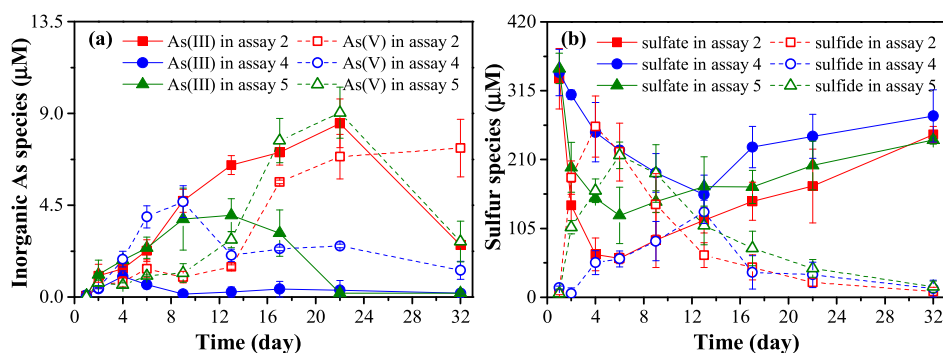 (a)
As(III) in assay 2 As(V) in assay 2
As(III) in assay 4 As(V) in assay 4
As(III) in assay 5 As(V) in assay 5
Inorganic As species (μM)
13.5
9.0
4.5
0.0
0 4 8 12 16 20 24 28 32
Time (day)
(b)
sulfate in assay 2 sulfide in assay 2
sulfate in assay 4 sulfide in assay 4
sulfate in assay 5 sulfide in assay 5
Sulfur species (μM)
420
315
210
105
0
0 4 8 12 16 20 24 28 32
Time (day)